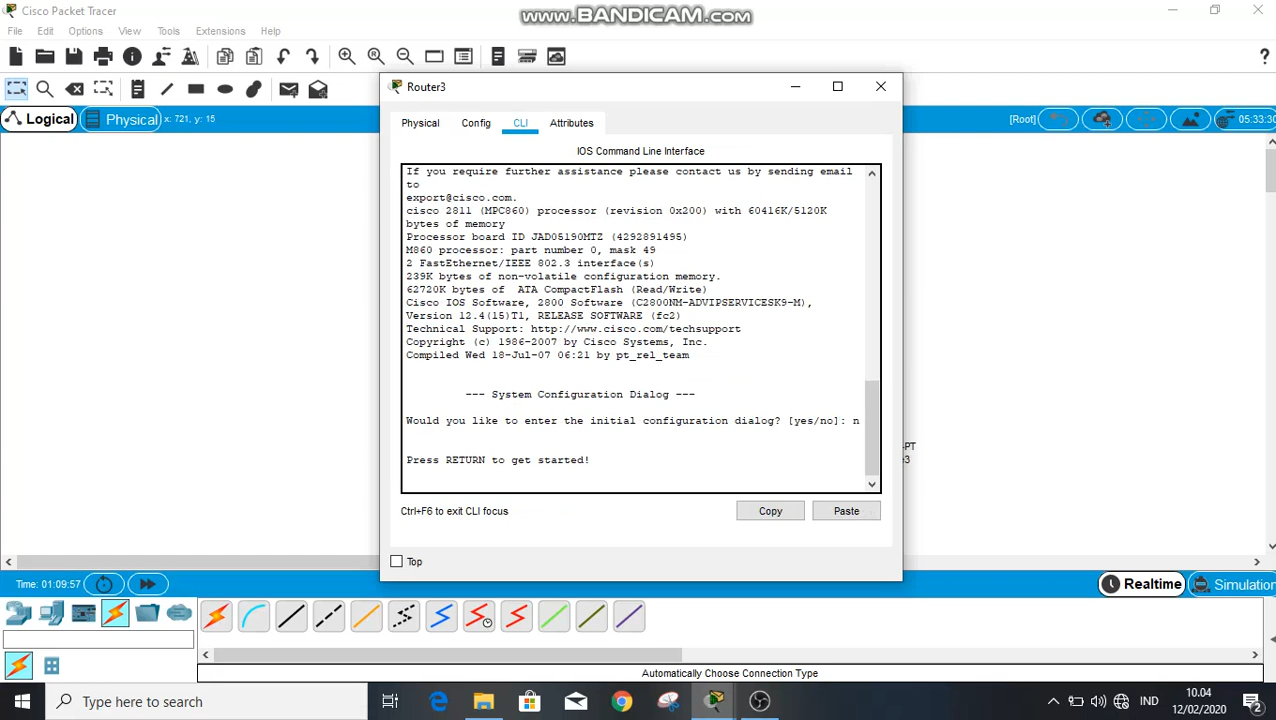 Cisco Packet Tracer
www.BANDICAM.com
File Edit Options View Tools Extensions Help
Logical Physical x: 721, y: 15
[Root] 05:33:30
Router3
Physical Config CLI Attributes
IOS Command Line Interface
If you require further assistance please contact us by sending email
to
export@cisco.com.
cisco 2811 (MPC860) processor (revision 0x200) with 60416K/5120K
bytes of memory
Processor board ID JAD05190MTZ (4292891495)
M860 processor: part number 0, mask 49
2 FastEthernet/IEEE 802.3 interface(s)
239K bytes of non-volatile configuration memory.
62720K bytes of  ATA CompactFlash (Read/Write)
Cisco IOS Software, 2800 Software (C2800NM-ADVIPSERVICESK9-M),
Version 12.4(15)T1, RELEASE SOFTWARE (fc2)
Technical Support: http://www.cisco.com/techsupport
Copyright (c) 1986-2007 by Cisco Systems, Inc.
Compiled Wed 18-Jul-07 06:21 by pt_rel_team
--- System Configuration Dialog ---
Would you like to enter the initial configuration dialog? [yes/no]: n
Press RETURN to get started!
-PT
3
Ctrl+F6 to exit CLI focus
Copy Paste
Top
Time: 01:09:57
Realtime Simulation
Automatically Choose Connection Type
Type here to search
IND
10.04
12/02/2020
2